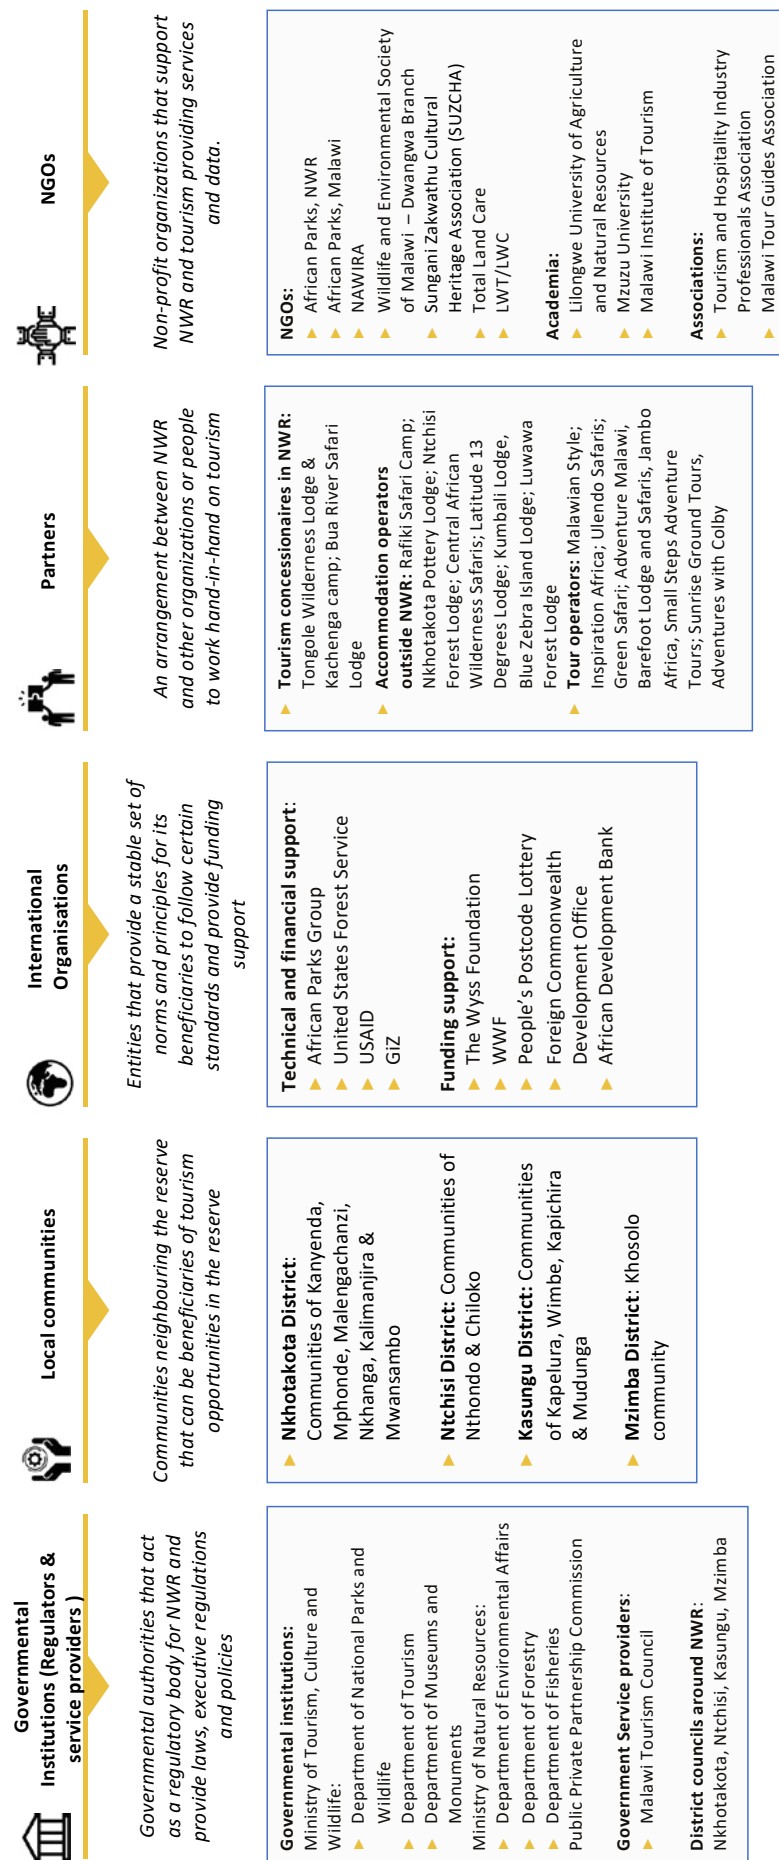 Governmental
Institutions (Regulators &
service providers )
Governmental authorities that act
as a regulatory body for NWR and
provide laws, executive regulations
and policies
Governmental institutions:
Ministry of Tourism, Culture and
Wildlife:
Department of National Parks and
Wildlife
Department of Tourism
Department of Museums and
Monuments
Ministry of Natural Resources:
Department of Environmental Affairs
Department of Forestry
Department of Fisheries
Public Private Partnership Commission
Government Service providers:
Malawi Tourism Council
District councils around NWR:
Nkhotakota, Ntchisi, Kasungu, Mzimba
Local communities
Communities neighbouring the reserve
that can be beneficiaries of tourism
opportunities in the reserve
Nkhotakota District:
Communities of Kanyenda,
Mphonde, Malengachanzi,
Nkhanga, Kalimanjira &
Mwansambo
Ntchisi District: Communities of
Nthondo & Chiloko
Kasungu District: Communities
of Kapelura, Wimbe, Kapichira
& Mudunga
Mzimba District: Khosolo
community
International
Organisations
Entities that provide a stable set of
norms and principles for its
beneficiaries to follow certain
standards and provide funding
support
Technical and financial support:
African Parks Group
United States Forest Service
USAID
GiZ
Funding support:
The Wyss Foundation
WWF
People's Postcode Lottery
Foreign Commonwealth
Development Office
African Development Bank
Partners
An arrangement between NWR
and other organizations or people
to work hand-in-hand on tourism
Tourism concessionaires in NWR:
Tongole Wilderness Lodge &
Kachenga camp; Bua River Safari
Lodge
Accommodation operators
outside NWR: Rafiki Safari Camp;
Nkhotakota Pottery Lodge; Ntchisi
Forest Lodge; Central African
Wilderness Safaris; Latitude 13
Degrees Lodge; Kumbali Lodge,
Blue Zebra Island Lodge; Luwawa
Forest Lodge
Tour operators: Malawian Style;
Inspiration Africa; Ulendo Safaris;
Green Safari; Adventure Malawi,
Barefoot Lodge and Safaris, Jambo
Africa, Small Steps Adventure
Tours; Sunrise Ground Tours,
Adventures with Colby
NGOs
Non-profit organizations that support
NWR and tourism providing services
and data.
NGOs:
African Parks, NWR
African Parks, Malawi
NAWIRA
Wildlife and Environmental Society
of Malawi – Dwangwa Branch
Sungani Zakwathu Cultural
Heritage Association (SUZCHA)
Total Land Care
LWT/LWC
Academia:
Lilongwe University of Agriculture
and Natural Resources
Mzuzu University
Malawi Institute of Tourism
Associations:
Tourism and Hospitality Industry
Professionals Association
Malawi Tour Guides Association